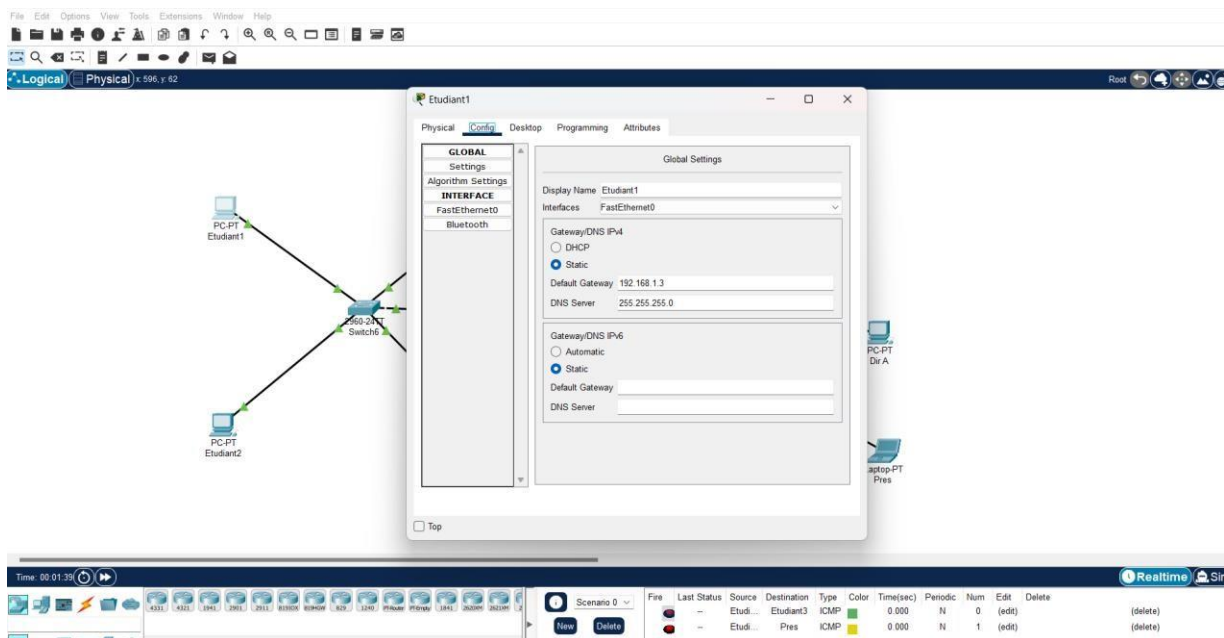 File Edit Options View Tools Extensions Window Help
Logical Physical x: 596, y: 62 Root
Etudiant1
Physical Config Desktop Programming Attributes
GLOBAL
Settings
Algorithm Settings
INTERFACE
FastEthernet0
Bluetooth
Global Settings
Display Name Etudiant1
Interfaces FastEthernet0
Gateway/DNS IPv4
DHCP
Static
Default Gateway 192.168.1.3
DNS Server 255.255.255.0
Gateway/DNS IPv6
Automatic
Static
Default Gateway
DNS Server
Top
PC-PT
Etudiant1
2960-24TT
Switch6
PC-PT
Etudiant2
PC-PT
Dir A
aptop-PT
Pres
Time: 00:01:39 Realtime Sim
4331 4321 1941 2901 2911 819IOX 819HGW 829 1240 PT-Router PT-Empty 1841 2620XM 2621XM
Scenario 0
New Delete
Fire Last Status Source Destination Type Color Time(sec) Periodic Num Edit Delete
-- Etudi... Etudiant3 ICMP 0.000 N 0 (edit) (delete)
-- Etudi... Pres ICMP 0.000 N 1 (edit) (delete)